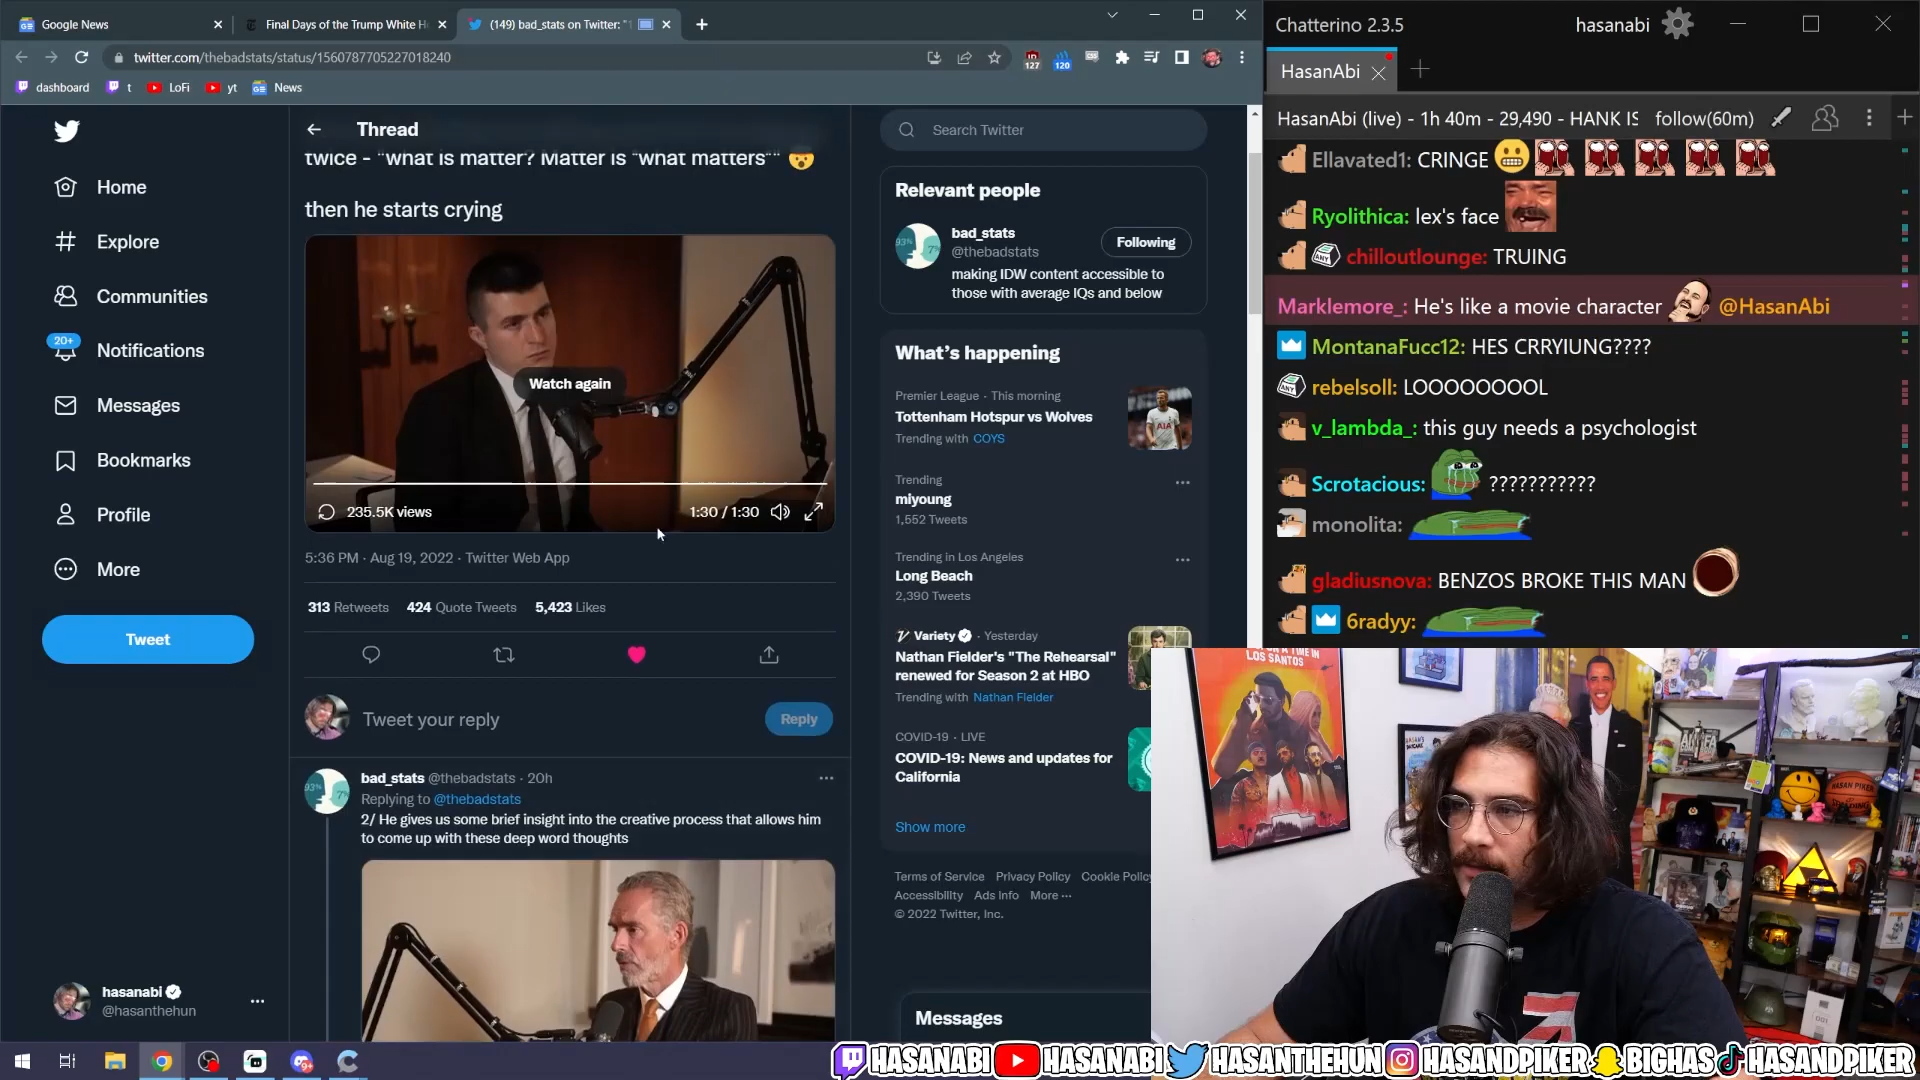 Google News
Final Days of the Trump White H
(149) bad_stats on Twitter: "1
twitter.com/thebadstats/status/1560787705227018240
127
120
dashboard
t
LoFi
yt
News
Home
Explore
Communities
20+
Notifications
Messages
Bookmarks
Profile
More
Tweet
hasanabi
@hasanthehun
Thread
twice - "what is matter? Matter is "what matters""
then he starts crying
Watch again
235.5K views
1:30 / 1:30
5:36 PM · Aug 19, 2022 · Twitter Web App
313 Retweets 424 Quote Tweets 5,423 Likes
Tweet your reply
Reply
bad_stats @thebadstats · 20h
Replying to @thebadstats
2/ He gives us some brief insight into the creative process that allows him
to come up with these deep word thoughts
Search Twitter
Relevant people
93%
7%
bad_stats
@thebadstats
Following
making IDW content accessible to
those with average IQs and below
What's happening
Premier League · This morning
Tottenham Hotspur vs Wolves
Trending with COYS
Trending
miyoung
1,552 Tweets
Trending in Los Angeles
Long Beach
2,390 Tweets
Variety · Yesterday
Nathan Fielder's "The Rehearsal"
renewed for Season 2 at HBO
Trending with Nathan Fielder
COVID-19 · LIVE
COVID-19: News and updates for
California
Show more
Terms of Service Privacy Policy Cookie Policy
Accessibility Ads Info More
© 2022 Twitter, Inc.
Messages
Chatterino 2.3.5
hasanabi
HasanAbi
HasanAbi (live) - 1h 40m - 29,490 - HANK IS
follow(60m)
Ellavated1: CRINGE
Ryolithica: lex's face
chilloutlounge: TRUING
Marklemore_: He's like a movie character @HasanAbi
MontanaFucc12: HES CRRYIUNG????
rebelsoll: LOOOOOOOOL
v_lambda_: this guy needs a psychologist
Scrotacious: ???????????
monolita:
gladiusnova: BENZOS BROKE THIS MAN
6radyy:
LOS SANTOS
HASANABI HASANABI HASANTHEHUN HASANDPIKER BIGHAS HASANDPIKER